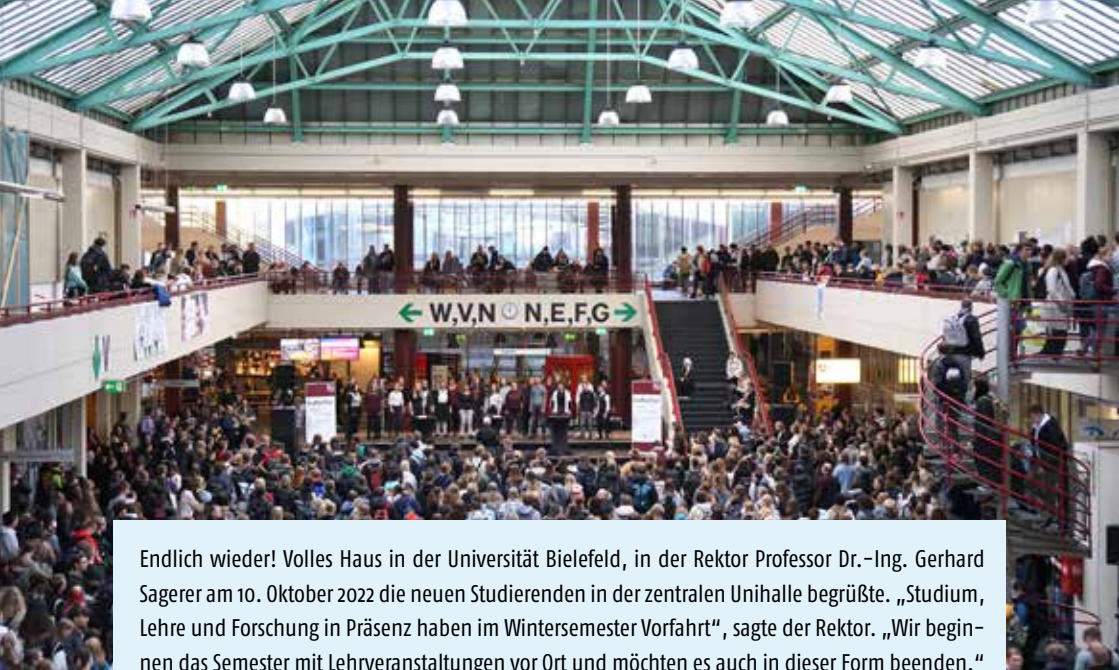 W,V,N N,E,F,G
Endlich wieder! Volles Haus in der Universität Bielefeld, in der Rektor Professor Dr.-Ing. Gerhard
Sagerer am 10. Oktober 2022 die neuen Studierenden in der zentralen Unihalle begrüßte. „Studium,
Lehre und Forschung in Präsenz haben im Wintersemester Vorfahrt“, sagte der Rektor. „Wir begin-
nen das Semester mit Lehrveranstaltungen vor Ort und möchten es auch in dieser Form beenden.“